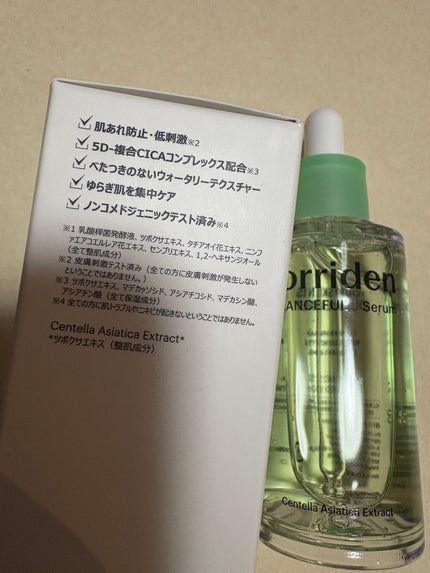 肌あれ防止・低刺激※2
5D-複合CICAコンプレックス配合※3
べたつきのないウォータリーテクスチャー
ゆらぎ肌を集中ケア
ノンコメドジェニックテスト済み※4
※1 乳酸桿菌発酵液、ツボクサエキス、タチアオイ花エキス、ニンフ
ァエアコエルレア花エキス、センブリエキス、1,2-ヘキサンジオール
（全て整肌成分）
※2 皮膚刺激テスト済み（全ての方に皮膚刺激が発生しない
ということではありません。）
※3 ツボクサエキス、マデカッソシド、アシアチコシド、マデカシン酸、
アシアチン酸（全て保湿成分）
※4 全ての方に肌トラブルやニキビが起きないということではありません。
Centella Asiatica Extract*
*ツボクサエキス（整肌成分）
orriden
ANCEFUL Serum
Centella Asiatica Extract